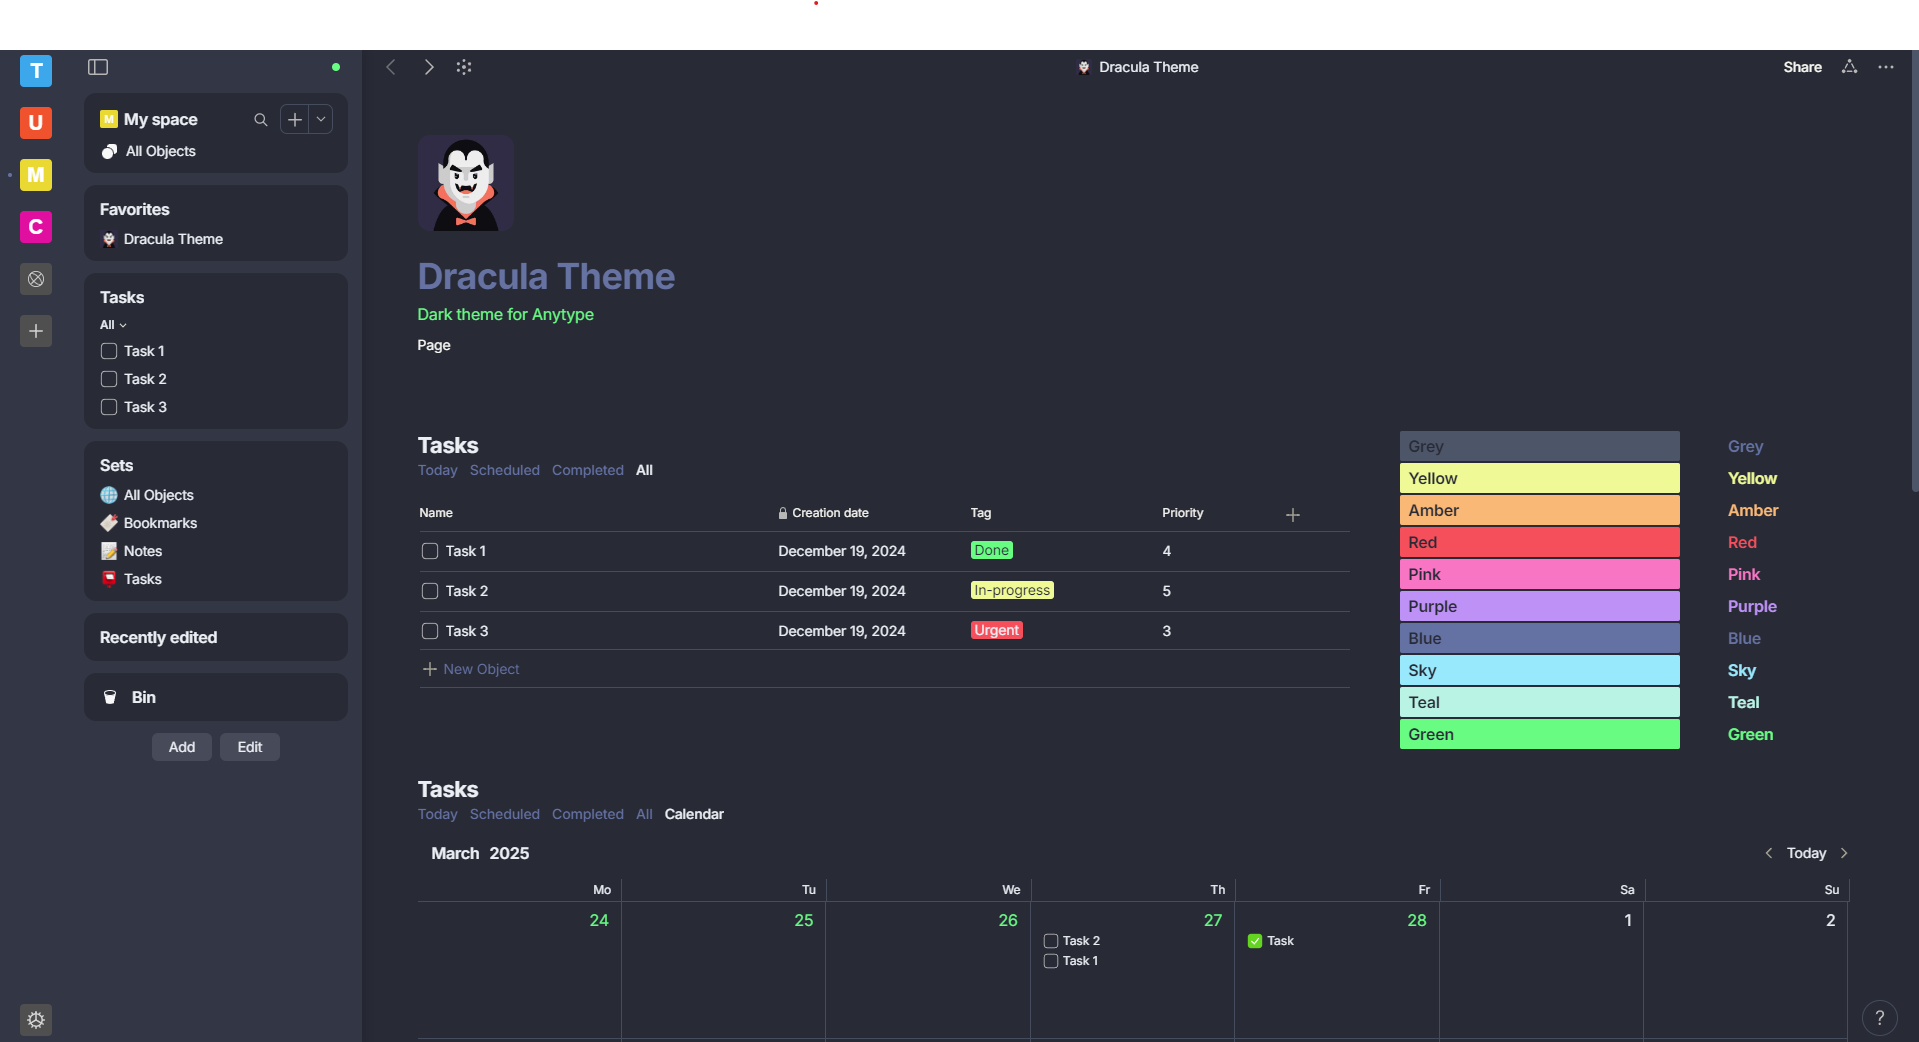 T
U
M
C
M My space
All Objects
Favorites
Dracula Theme
Tasks
All
Task 1
Task 2
Task 3
Sets
All Objects
Bookmarks
Notes
Tasks
Recently edited
Bin
Add Edit
Dracula Theme
Share
Dracula Theme
Dark theme for Anytype
Page
Tasks
Today Scheduled Completed All
Name Creation date Tag Priority
Task 1 December 19, 2024 Done 4
Task 2 December 19, 2024 In-progress 5
Task 3 December 19, 2024 Urgent 3
New Object
Grey Grey
Yellow Yellow
Amber Amber
Red Red
Pink Pink
Purple Purple
Blue Blue
Sky Sky
Teal Teal
Green Green
Tasks
Today Scheduled Completed All Calendar
March 2025
Today
Mo Tu We Th Fr Sa Su
24 25 26 27 28 1 2
Task 2 Task
Task 1
?